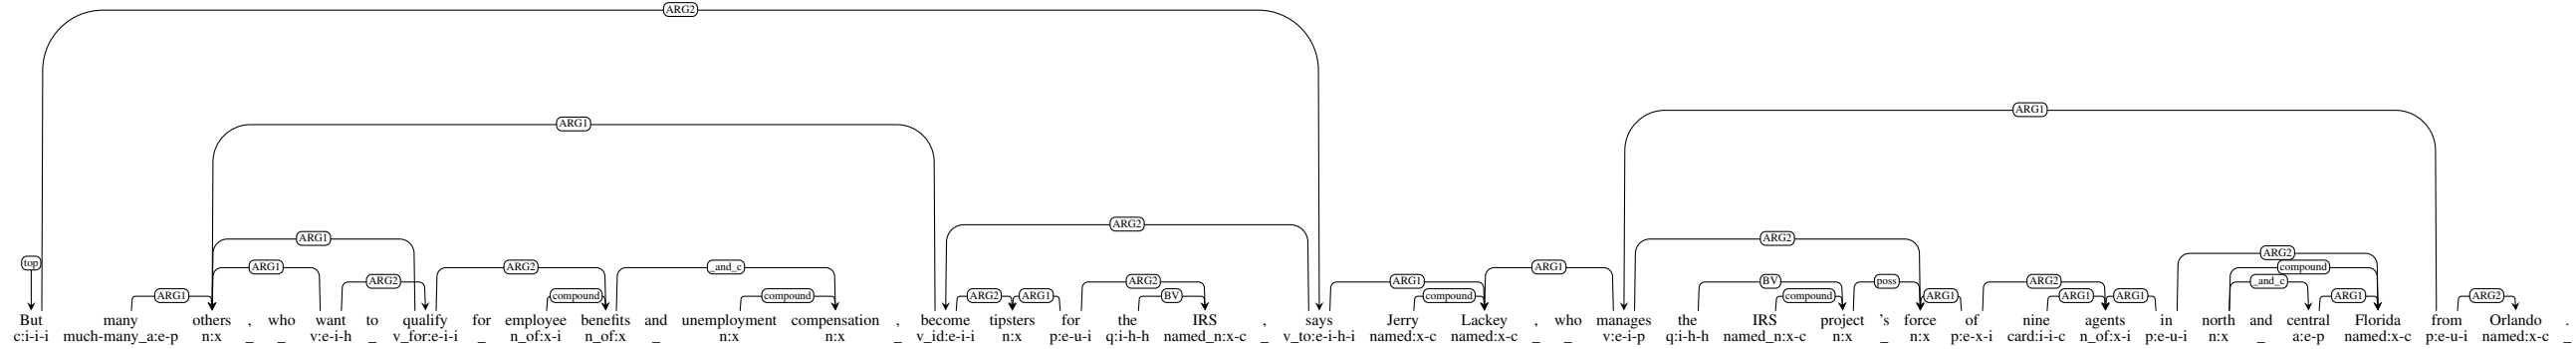 ARG2
ARG1
ARG1
ARG2
ARG1 ARG2
ARG2
top ARG1 ARG2 _and_c ARG1 compound
ARG2 ARG2 ARG1 BV poss ARG2 _and_c
ARG1 compound compound ARG2 ARG1 BV compound compound ARG1 ARG1 ARG1 ARG1 ARG2
But many others , who want to qualify for employee benefits and unemployment compensation , become tipsters for the IRS , says Jerry Lackey , who manages the IRS project 's force of nine agents in north and central Florida from Orlando .
c:i-i-i much-many_a:e-p n:x _ _ v:e-i-h _ v_for:e-i-i _ n_of:x-i n_of:x _ n:x n:x _ v_id:e-i-i n:x p:e-u-i q:i-h-h named_n:x-c _ v_to:e-i-h-i named:x-c named:x-c _ _ v:e-i-p q:i-h-h named_n:x-c n:x _ n:x p:e-x-i card:i-i-c n_of:x-i p:e-u-i n:x _ a:e-p named:x-c p:e-u-i named:x-c _